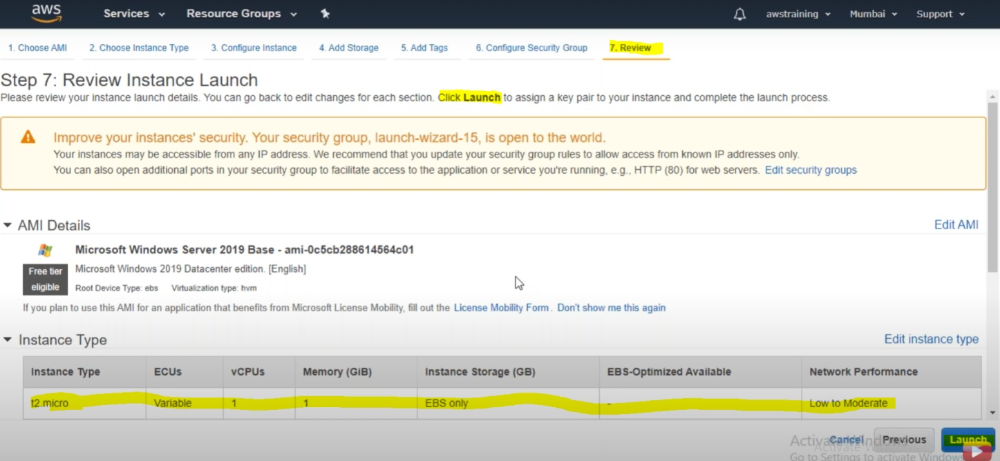 aws Services Resource Groups awstraining Mumbai Support
1. Choose AMI 2. Choose Instance Type 3. Configure Instance 4. Add Storage 5. Add Tags 6. Configure Security Group 7. Review
Step 7: Review Instance Launch
Please review your instance launch details. You can go back to edit changes for each section. Click Launch to assign a key pair to your instance and complete the launch process.
Improve your instances' security. Your security group, launch-wizard-15, is open to the world.
Your instances may be accessible from any IP address. We recommend that you update your security group rules to allow access from known IP addresses only.
You can also open additional ports in your security group to facilitate access to the application or service you're running, e.g., HTTP (80) for web servers. Edit security groups
AMI Details Edit AMI
Microsoft Windows Server 2019 Base - ami-0c5cb288614564c01
Free tier eligible
Microsoft Windows 2019 Datacenter edition. [English]
Root Device Type: ebs Virtualization type: hvm
If you plan to use this AMI for an application that benefits from Microsoft License Mobility, fill out the License Mobility Form. Don't show me this again
Instance Type Edit instance type
Instance Type ECUs vCPUs Memory (GiB) Instance Storage (GB) EBS-Optimized Available Network Performance
t2.micro Variable 1 1 EBS only - Low to Moderate
Activate Windows Cancel Previous Launch
Go to Settings to activate Windows